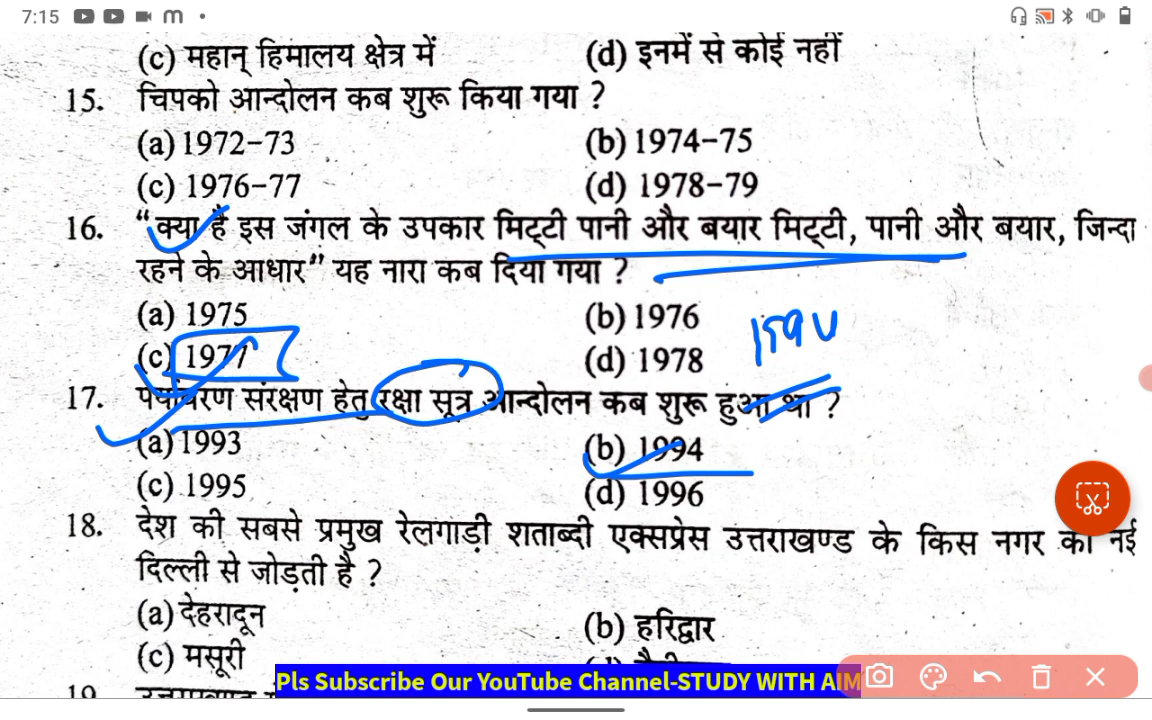 7:15
(c) महान् हिमालय क्षेत्र में (d) इनमें से कोई नहीं
15. चिपको आन्दोलन कब शुरू किया गया ?
(a) 1972-73 (b) 1974-75
(c) 1976-77 (d) 1978-79
16. “क्या है इस जंगल के उपकार मिट्टी पानी और बयार मिट्टी, पानी और बयार, जिन्दा
रहने के आधार” यह नारा कब दिया गया ?
(a) 1975 (b) 1976
(c) 1977 (d) 1978
17. पर्यावरण संरक्षण हेतु रक्षा सूत्र आन्दोलन कब शुरू हुआ था ?
(a) 1993 (b) 1994
(c) 1995 (d) 1996
18. देश की सबसे प्रमुख रेलगाड़ी शताब्दी एक्सप्रेस उत्तराखण्ड के किस नगर को नई
दिल्ली से जोड़ती है ?
(a) देहरादून (b) हरिद्वार
(c) मसूरी
Pls Subscribe Our YouTube Channel-STUDY WITH AIM